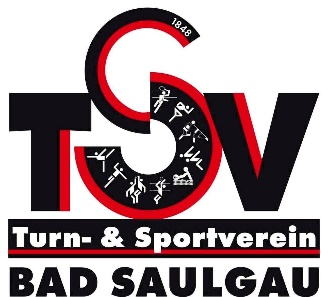 1848
TSV
Turn- & Sportverein
BAD SAULGAU